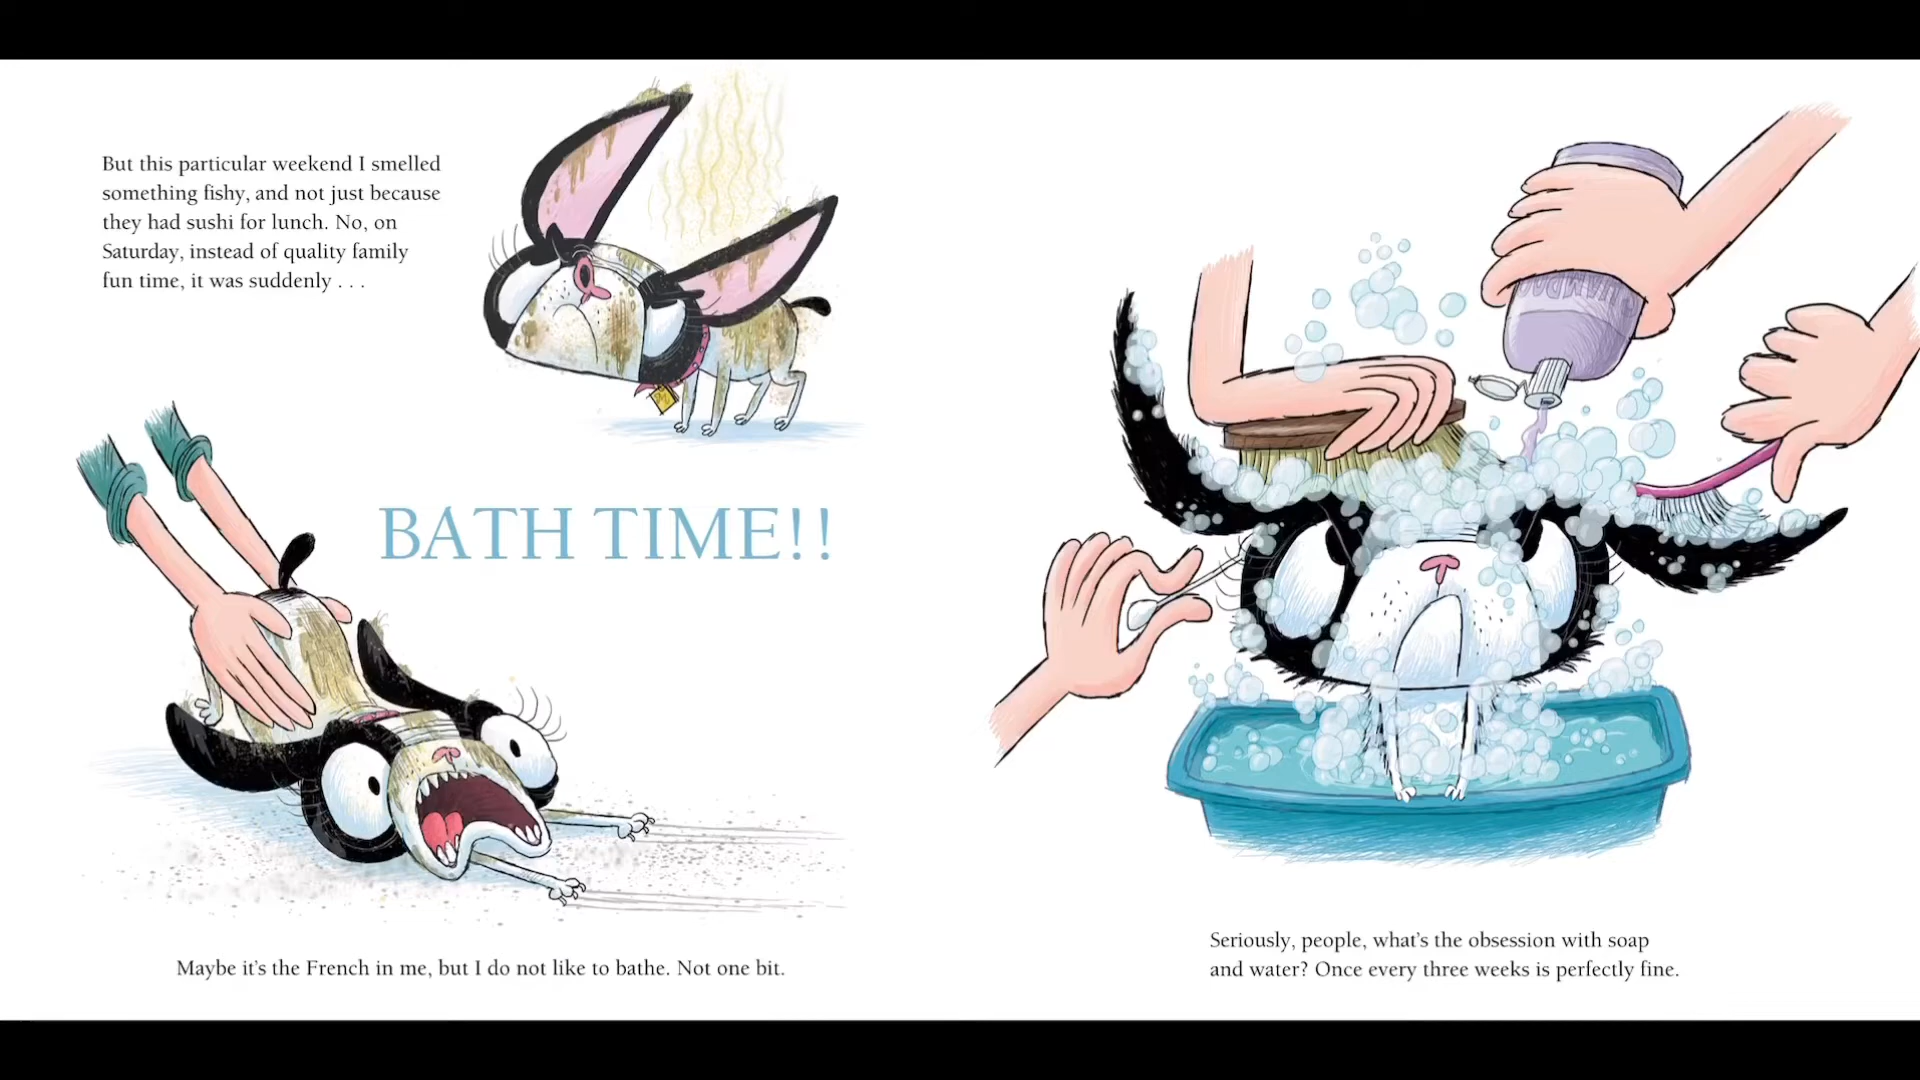 But this particular weekend I smelled
something fishy, and not just because
they had sushi for lunch. No, on
Saturday, instead of quality family
fun time, it was suddenly . . .
BATH TIME!!
Maybe it's the French in me, but I do not like to bathe. Not one bit.
Seriously, people, what's the obsession with soap
and water? Once every three weeks is perfectly fine.